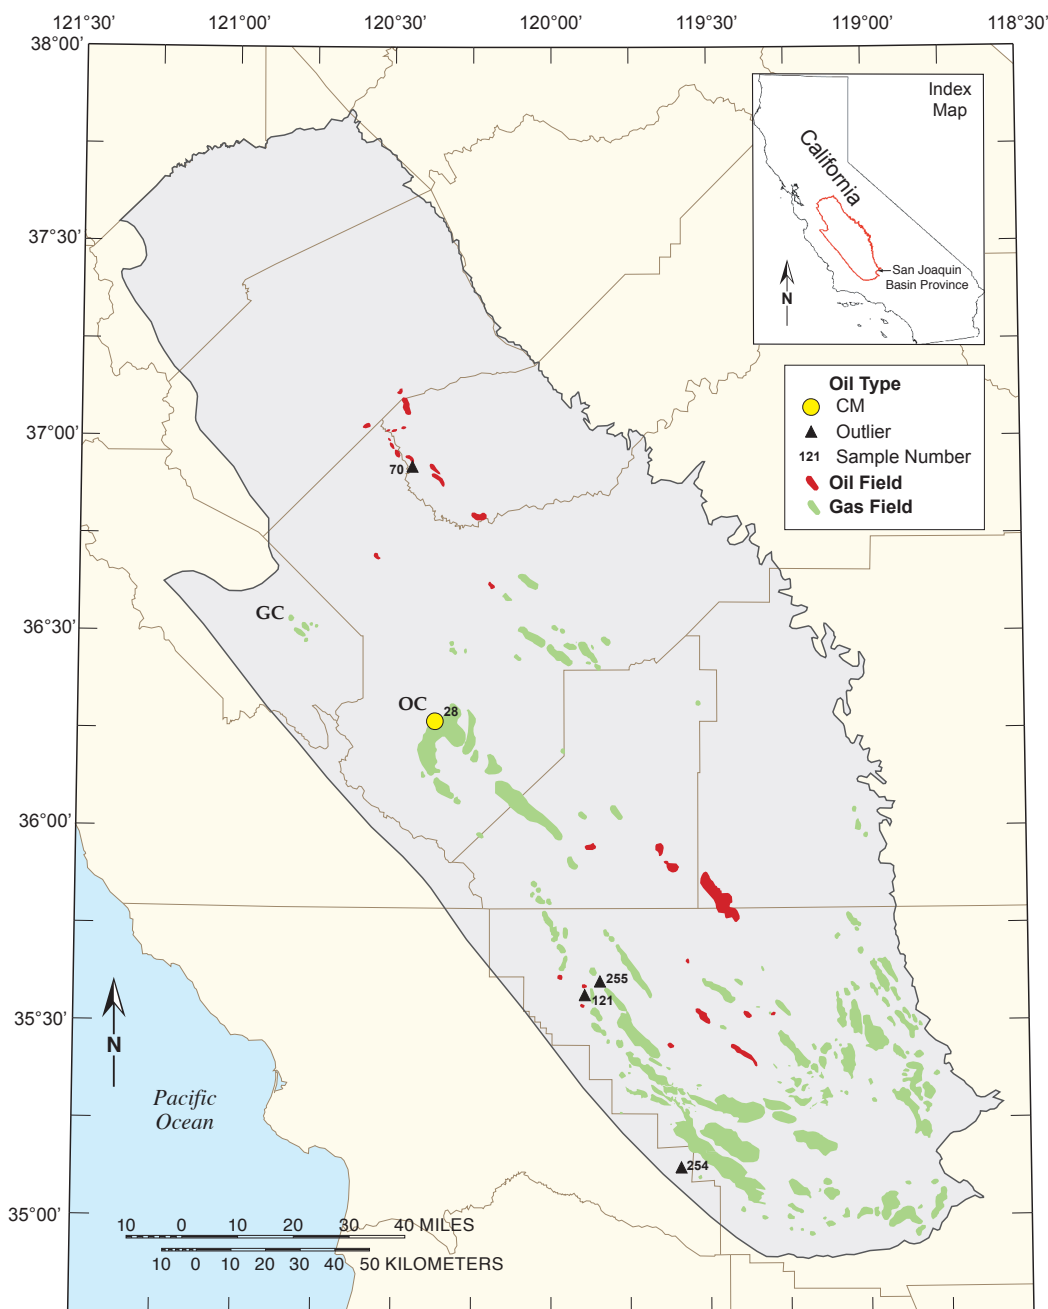 121°30'
121°00'
120°30'
120°00'
119°30'
119°00'
118°30'
38°00'
Index
Map
California
San Joaquin
Basin Province
N
37°30'
Oil Type
CM
Outlier
121 Sample Number
Oil Field
Gas Field
37°00'
70
GC
36°30'
OC
28
36°00'
255
121
35°30'
N
Pacific
Ocean
254
35°00'
10 0 10 20 30 40 MILES
10 0 10 20 30 40 50 KILOMETERS